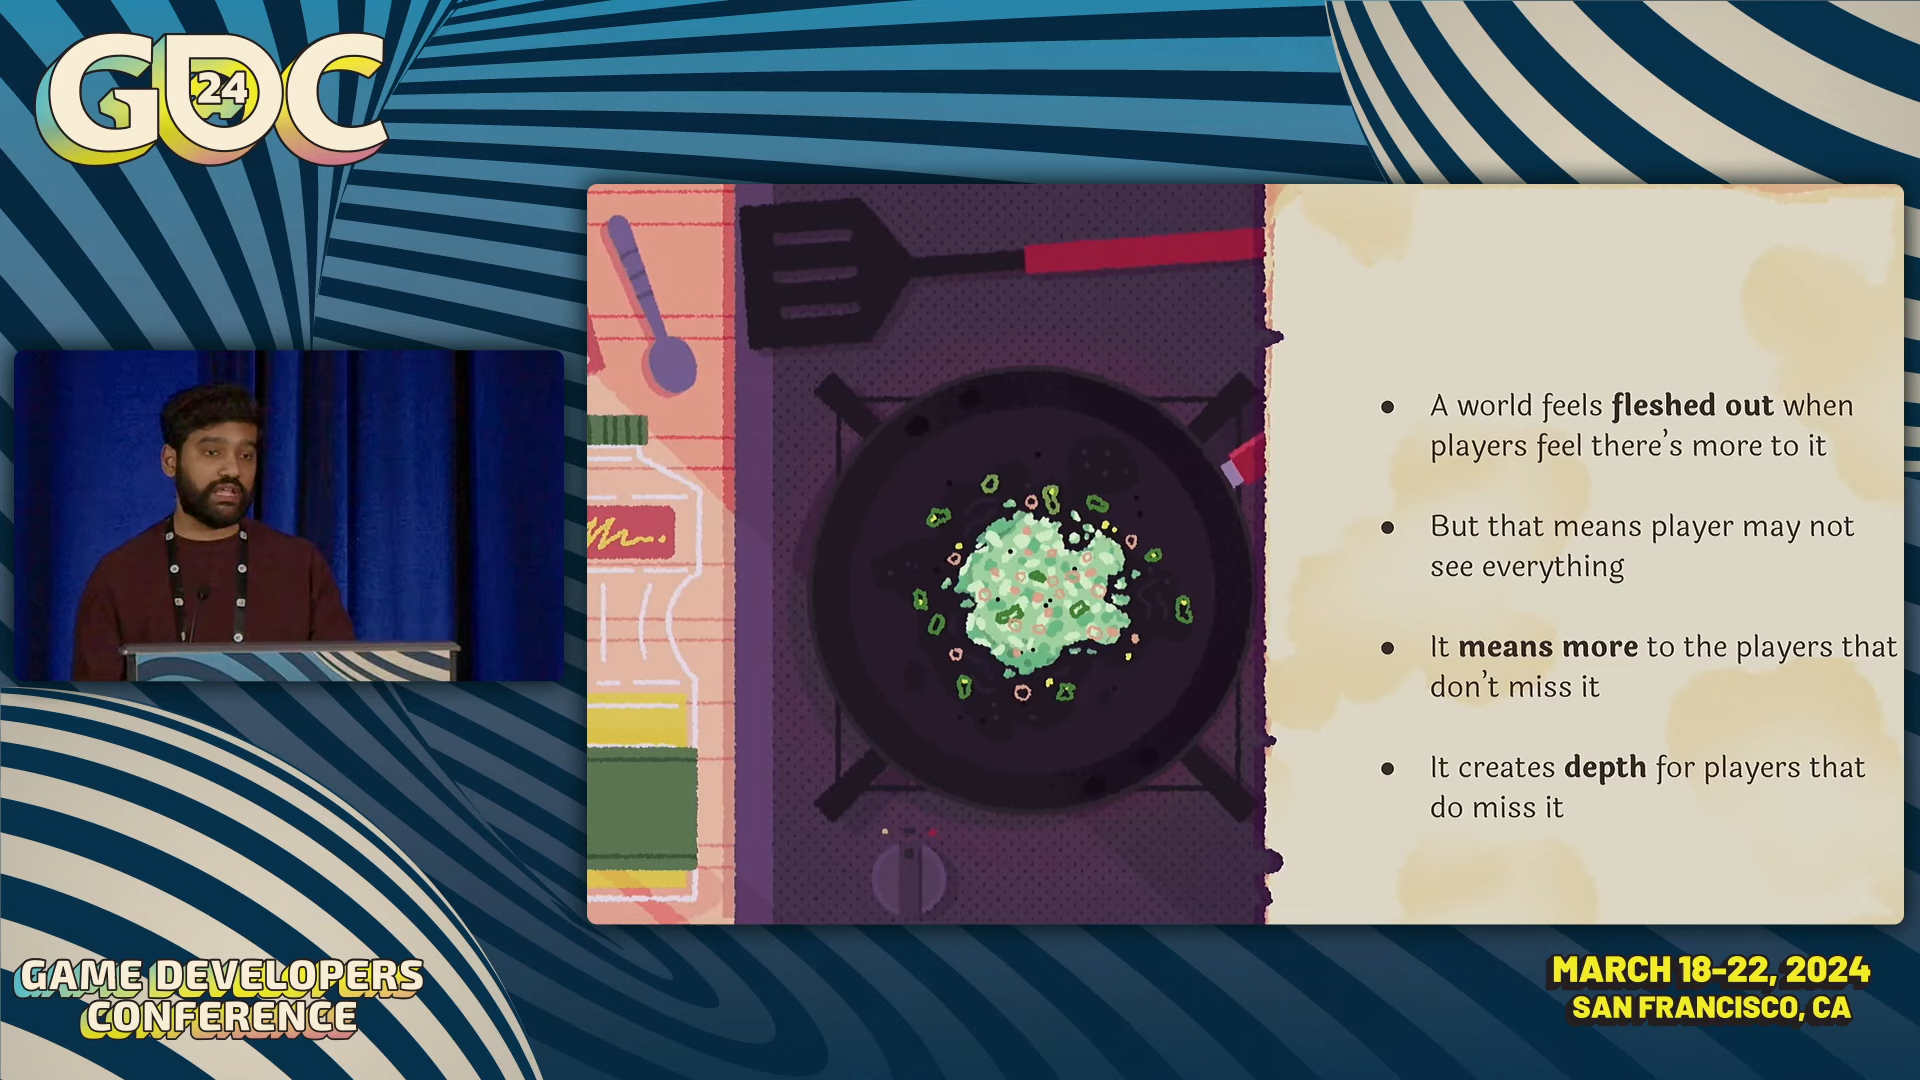 GDC
24
A world feels fleshed out when
players feel there's more to it
But that means player may not
see everything
It means more to the players that
don't miss it
It creates depth for players that
do miss it
GAME DEVELOPERS
CONFERENCE
MARCH 18-22, 2024
SAN FRANCISCO, CA